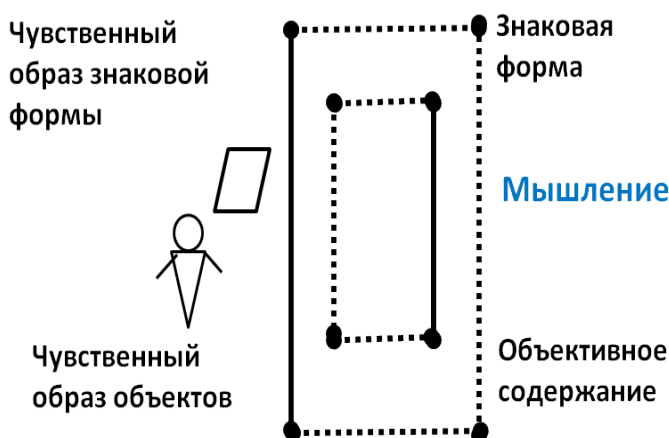 Чувственный
образ знаковой
формы
Знаковая
форма
Мышление
Чувственный
образ объектов
Объективное
содержание